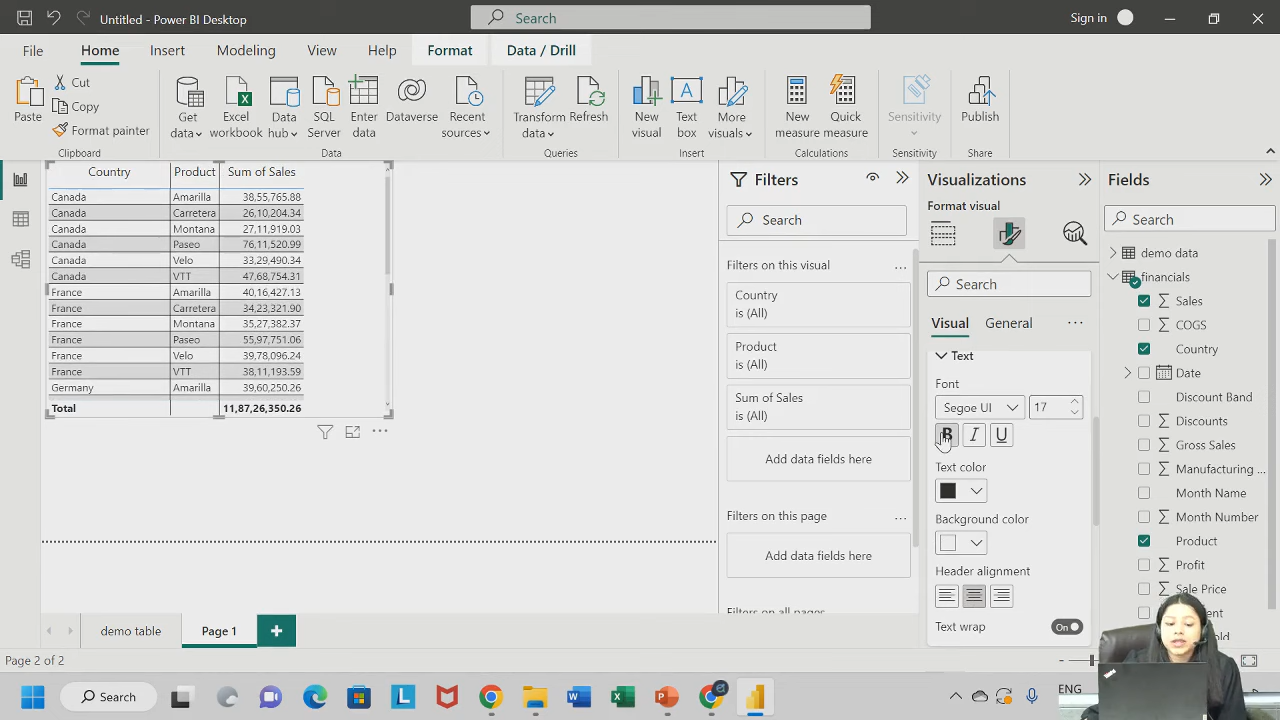 Untitled - Power BI Desktop
Search
Sign in
File
Home
Insert
Modeling
View
Help
Format
Data / Drill
Paste
Cut
Copy
Format painter
Clipboard
Get data
Excel workbook
Data hub
SQL Server
Enter data
Dataverse
Recent sources
Data
Transform data
Refresh
Queries
New visual
Text box
More visuals
Insert
New measure
Quick measure
Calculations
Sensitivity
Sensitivity
Publish
Share
Country Product Sum of Sales
Canada Amarilla 38,55,765.88
Canada Carretera 26,10,204.34
Canada Montana 27,11,919.03
Canada Paseo 76,11,520.99
Canada Velo 33,29,490.34
Canada VTT 47,68,754.31
France Amarilla 40,16,427.13
France Carretera 34,23,321.90
France Montana 35,27,382.37
France Paseo 55,97,751.06
France Velo 39,78,096.24
France VTT 38,11,193.59
Germany Amarilla 39,60,250.26
Total 11,87,26,350.26
Filters
Search
Filters on this visual
Country
is (All)
Product
is (All)
Sum of Sales
is (All)
Add data fields here
Filters on this page
Add data fields here
Filters on all pages
Visualizations
Format visual
Search
Visual
General
Text
Font
Segoe UI
17
B I U
Text color
Background color
Header alignment
Text wrap
On
Fields
Search
demo data
financials
Sales
COGS
Country
Date
Discount Band
Discounts
Gross Sales
Manufacturing ...
Month Name
Month Number
Product
Profit
Sale Price
demo table
Page 1
Page 2 of 2
Search
ENG